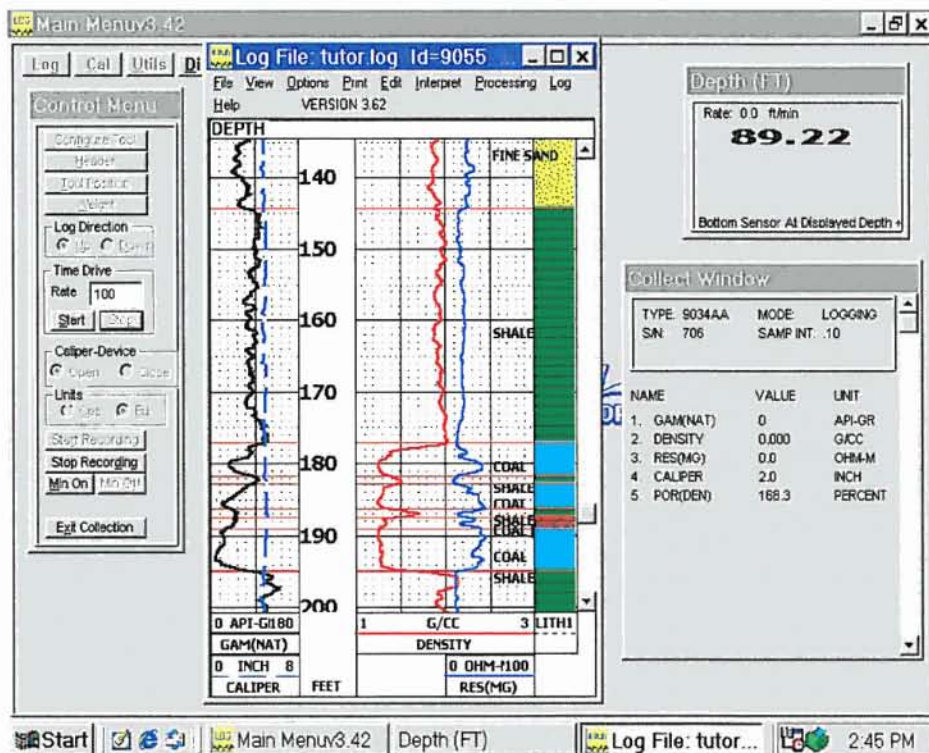 Main Menuv3.42
Log Cal Utils Di
Control Menu
Configure Tool
Header
Tool Position
Weight
Log Direction
Up Down
Time Drive
Rate 100
Start Stop
Caliper-Device
Open Close
Units
Cps Eu
Start Recording
Stop Recording
Mln On Mln Off
Exit Collection
Log File: tutor.log Id=9055
File View Options Print Edit Interpret Processing Log
Help VERSION 3.62
DEPTH
FINE SAND
140
150
160
SHALE
170
180
COAL
SHALE
COAL
SHALE
190
COAL
COAL
SHALE
200
0 API-G 180
1 G/CC 3
LITH1
GAM(NAT)
DENSITY
0 INCH 8
0 OHM-M 100
CALIPER
FEET
RES(MG)
Depth (FT)
Rate: 0.0 ft/min
89.22
Bottom Sensor At Displayed Depth +
Collect Window
TYPE: 9034AA MODE: LOGGING
S/N: 706 SAMP INT: .10
NAME VALUE UNIT
1. GAM(NAT) 0 API-GR
2. DENSITY 0.000 G/CC
3. RES(MG) 0.0 OHM-M
4. CALIPER 2.0 INCH
5 POR(DEN) 168.3 PERCENT
Start
Main Menuv3.42
Depth (FT)
Log File: tutor...
2:45 PM